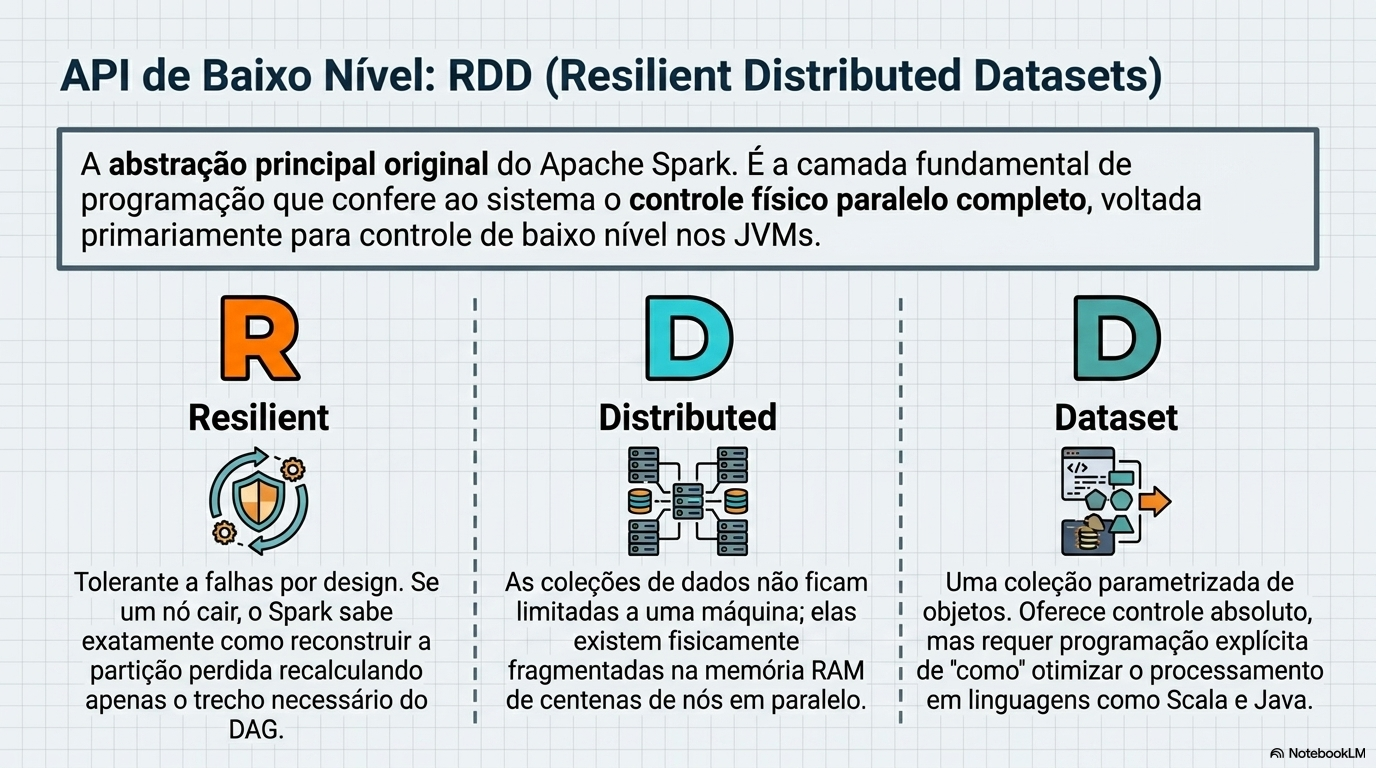 API de Baixo Nível: RDD (Resilient Distributed Datasets)
A abstração principal original do Apache Spark. É a camada fundamental de
programação que confere ao sistema o controle físico paralelo completo, voltada
primariamente para controle de baixo nível nos JVMs.
R
Resilient
Tolerante a falhas por design. Se
um nó cair, o Spark sabe
exatamente como reconstruir a
partição perdida recalculando
apenas o trecho necessário do
DAG.
D
Distributed
As coleções de dados não ficam
limitadas a uma máquina; elas
existem fisicamente
fragmentadas na memória RAM
de centenas de nós em paralelo.
D
Dataset
</>
Uma coleção parametrizada de
objetos. Oferece controle absoluto,
mas requer programação explícita
de "como" otimizar o processamento
em linguagens como Scala e Java.
NotebookLM